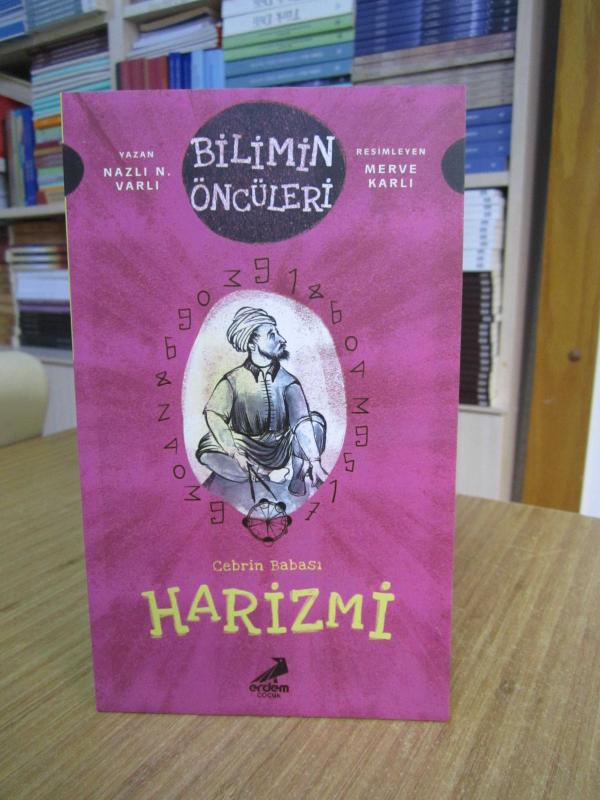 YAZAN
NAZLI N.
VARLI
BİLİMİN
ÖNCÜLERİ
RESİMLEYEN
MERVE
KARLI
Cebrin Babası
HARİZMİ
erdem
ÇOCUK